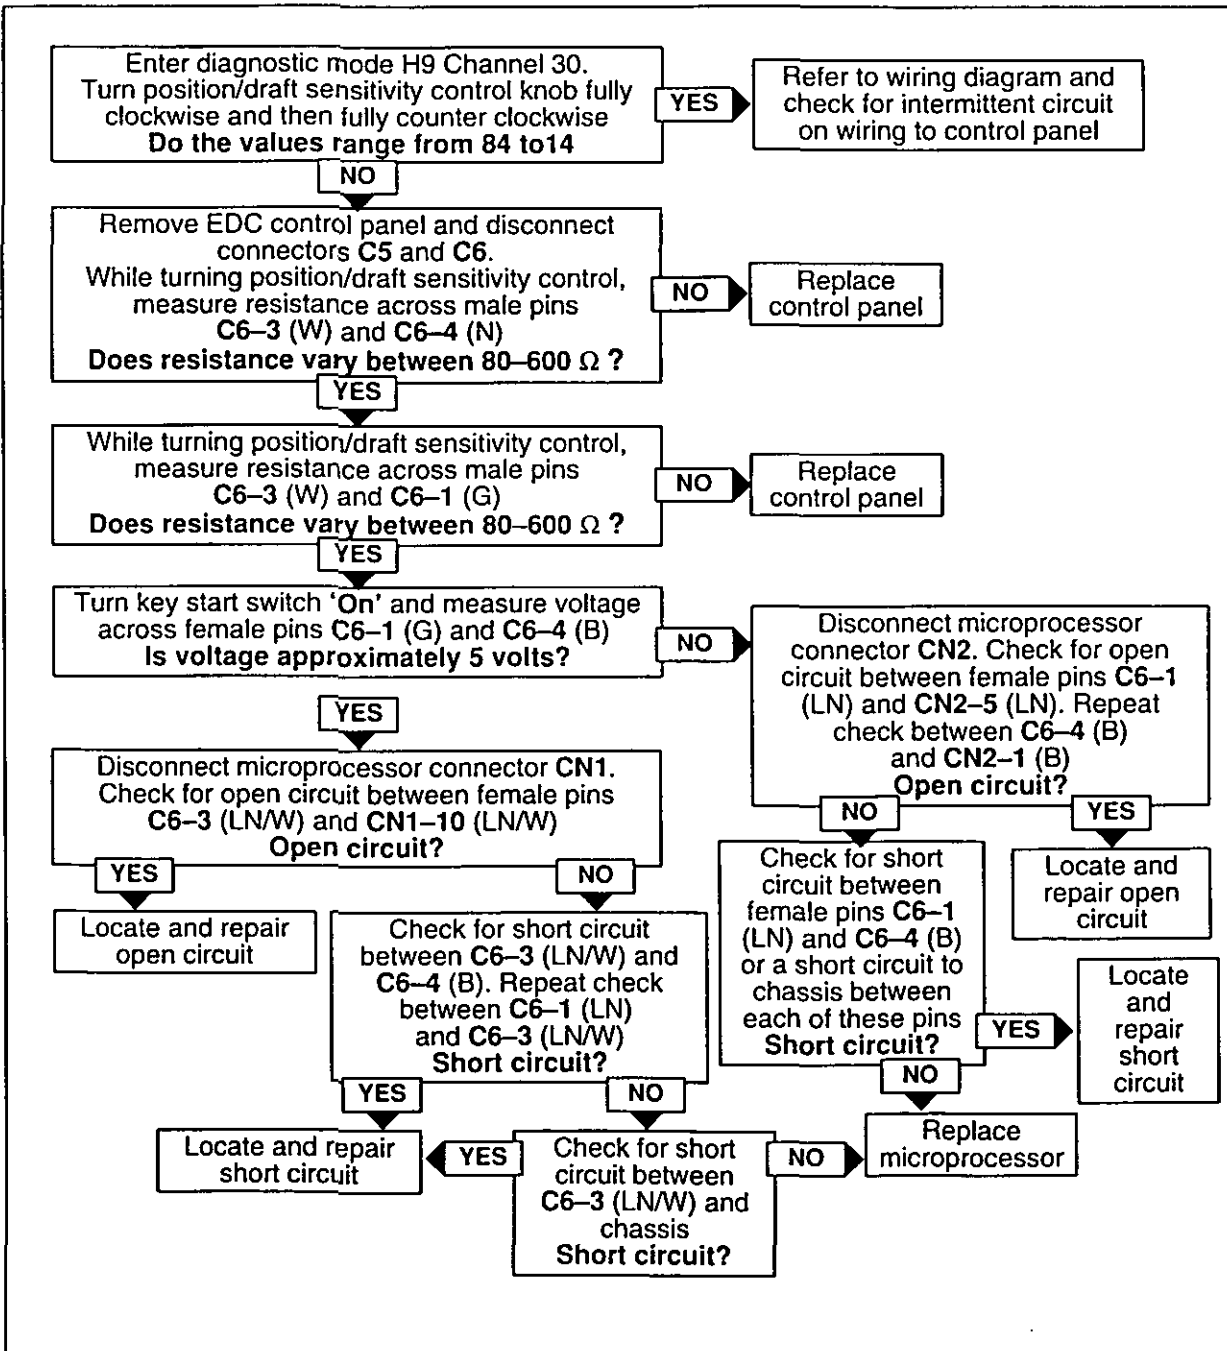 Enter diagnostic mode H9 Channel 30.
Turn position/draft sensitivity control knob fully
clockwise and then fully counter clockwise
Do the values range from 84 to14
YES
Refer to wiring diagram and
check for intermittent circuit
on wiring to control panel
NO
Remove EDC control panel and disconnect
connectors C5 and C6.
While turning position/draft sensitivity control,
measure resistance across male pins
C6–3 (W) and C6–4 (N)
Does resistance vary between 80–600 Ω ?
NO
Replace
control panel
YES
While turning position/draft sensitivity control,
measure resistance across male pins
C6–3 (W) and C6–1 (G)
Does resistance vary between 80–600 Ω ?
NO
Replace
control panel
YES
Turn key start switch ‘On’ and measure voltage
across female pins C6–1 (G) and C6–4 (B)
Is voltage approximately 5 volts?
NO
Disconnect microprocessor
connector CN2. Check for open
circuit between female pins C6–1
(LN) and CN2–5 (LN). Repeat
check between C6–4 (B)
and CN2–1 (B)
Open circuit?
YES
Disconnect microprocessor connector CN1.
Check for open circuit between female pins
C6–3 (LN/W) and CN1–10 (LN/W)
Open circuit?
NO
YES
Check for short
circuit between
female pins C6–1
(LN) and C6–4 (B)
or a short circuit to
chassis between
each of these pins
Short circuit?
Locate and
repair open
circuit
YES
NO
Locate and repair
open circuit
Check for short circuit
between C6–3 (LN/W) and
C6–4 (B). Repeat check
between C6–1 (LN)
and C6–3 (LN/W)
Short circuit?
YES
Locate
and
repair
short
circuit
NO
YES
NO
Locate and repair
short circuit
YES
Check for short
circuit between
C6–3 (LN/W) and
chassis
Short circuit?
NO
Replace
microprocessor